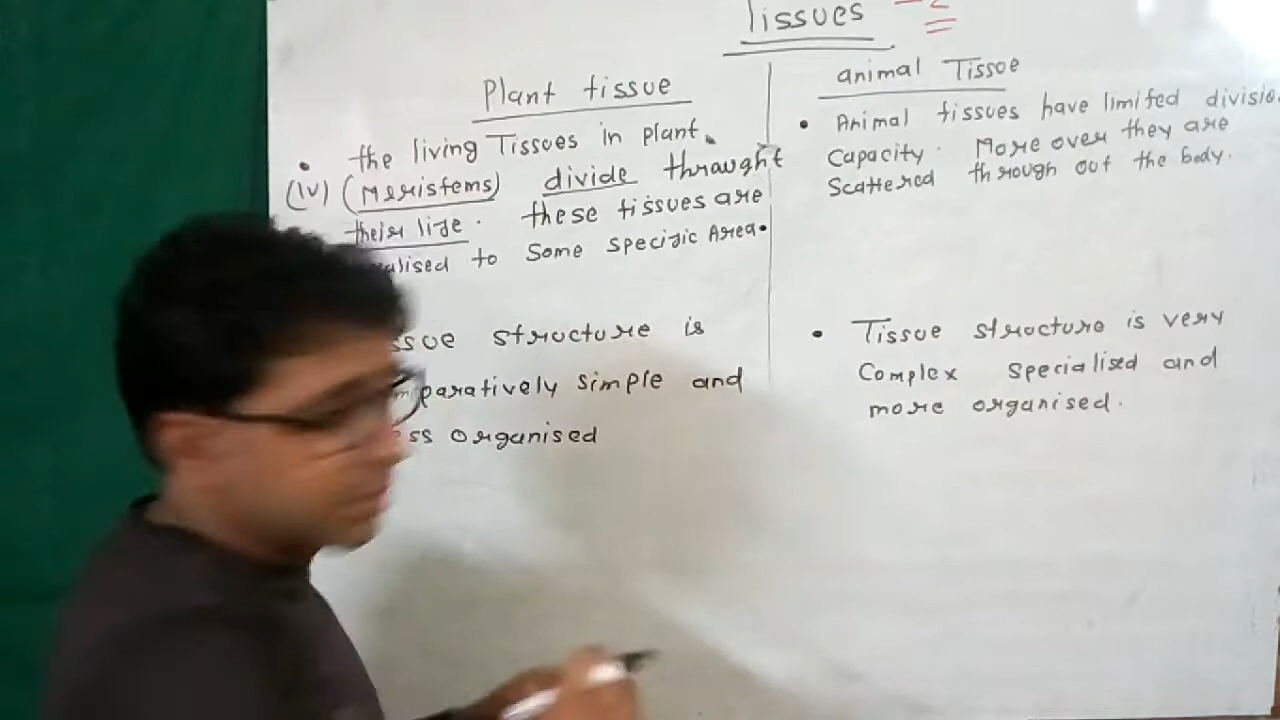 Tissues
Plant tissue
• the living Tissues in plant.
(IV) (Meristems) divide throught
their life. these tissues are
to Some Specific Area.
structure is
simple and
organised
animal Tissue
• Animal tissues have limited
Capacity. More over they are
Scattered through out the body.
• Tissue structure is very
Complex Specialised and
more organised.